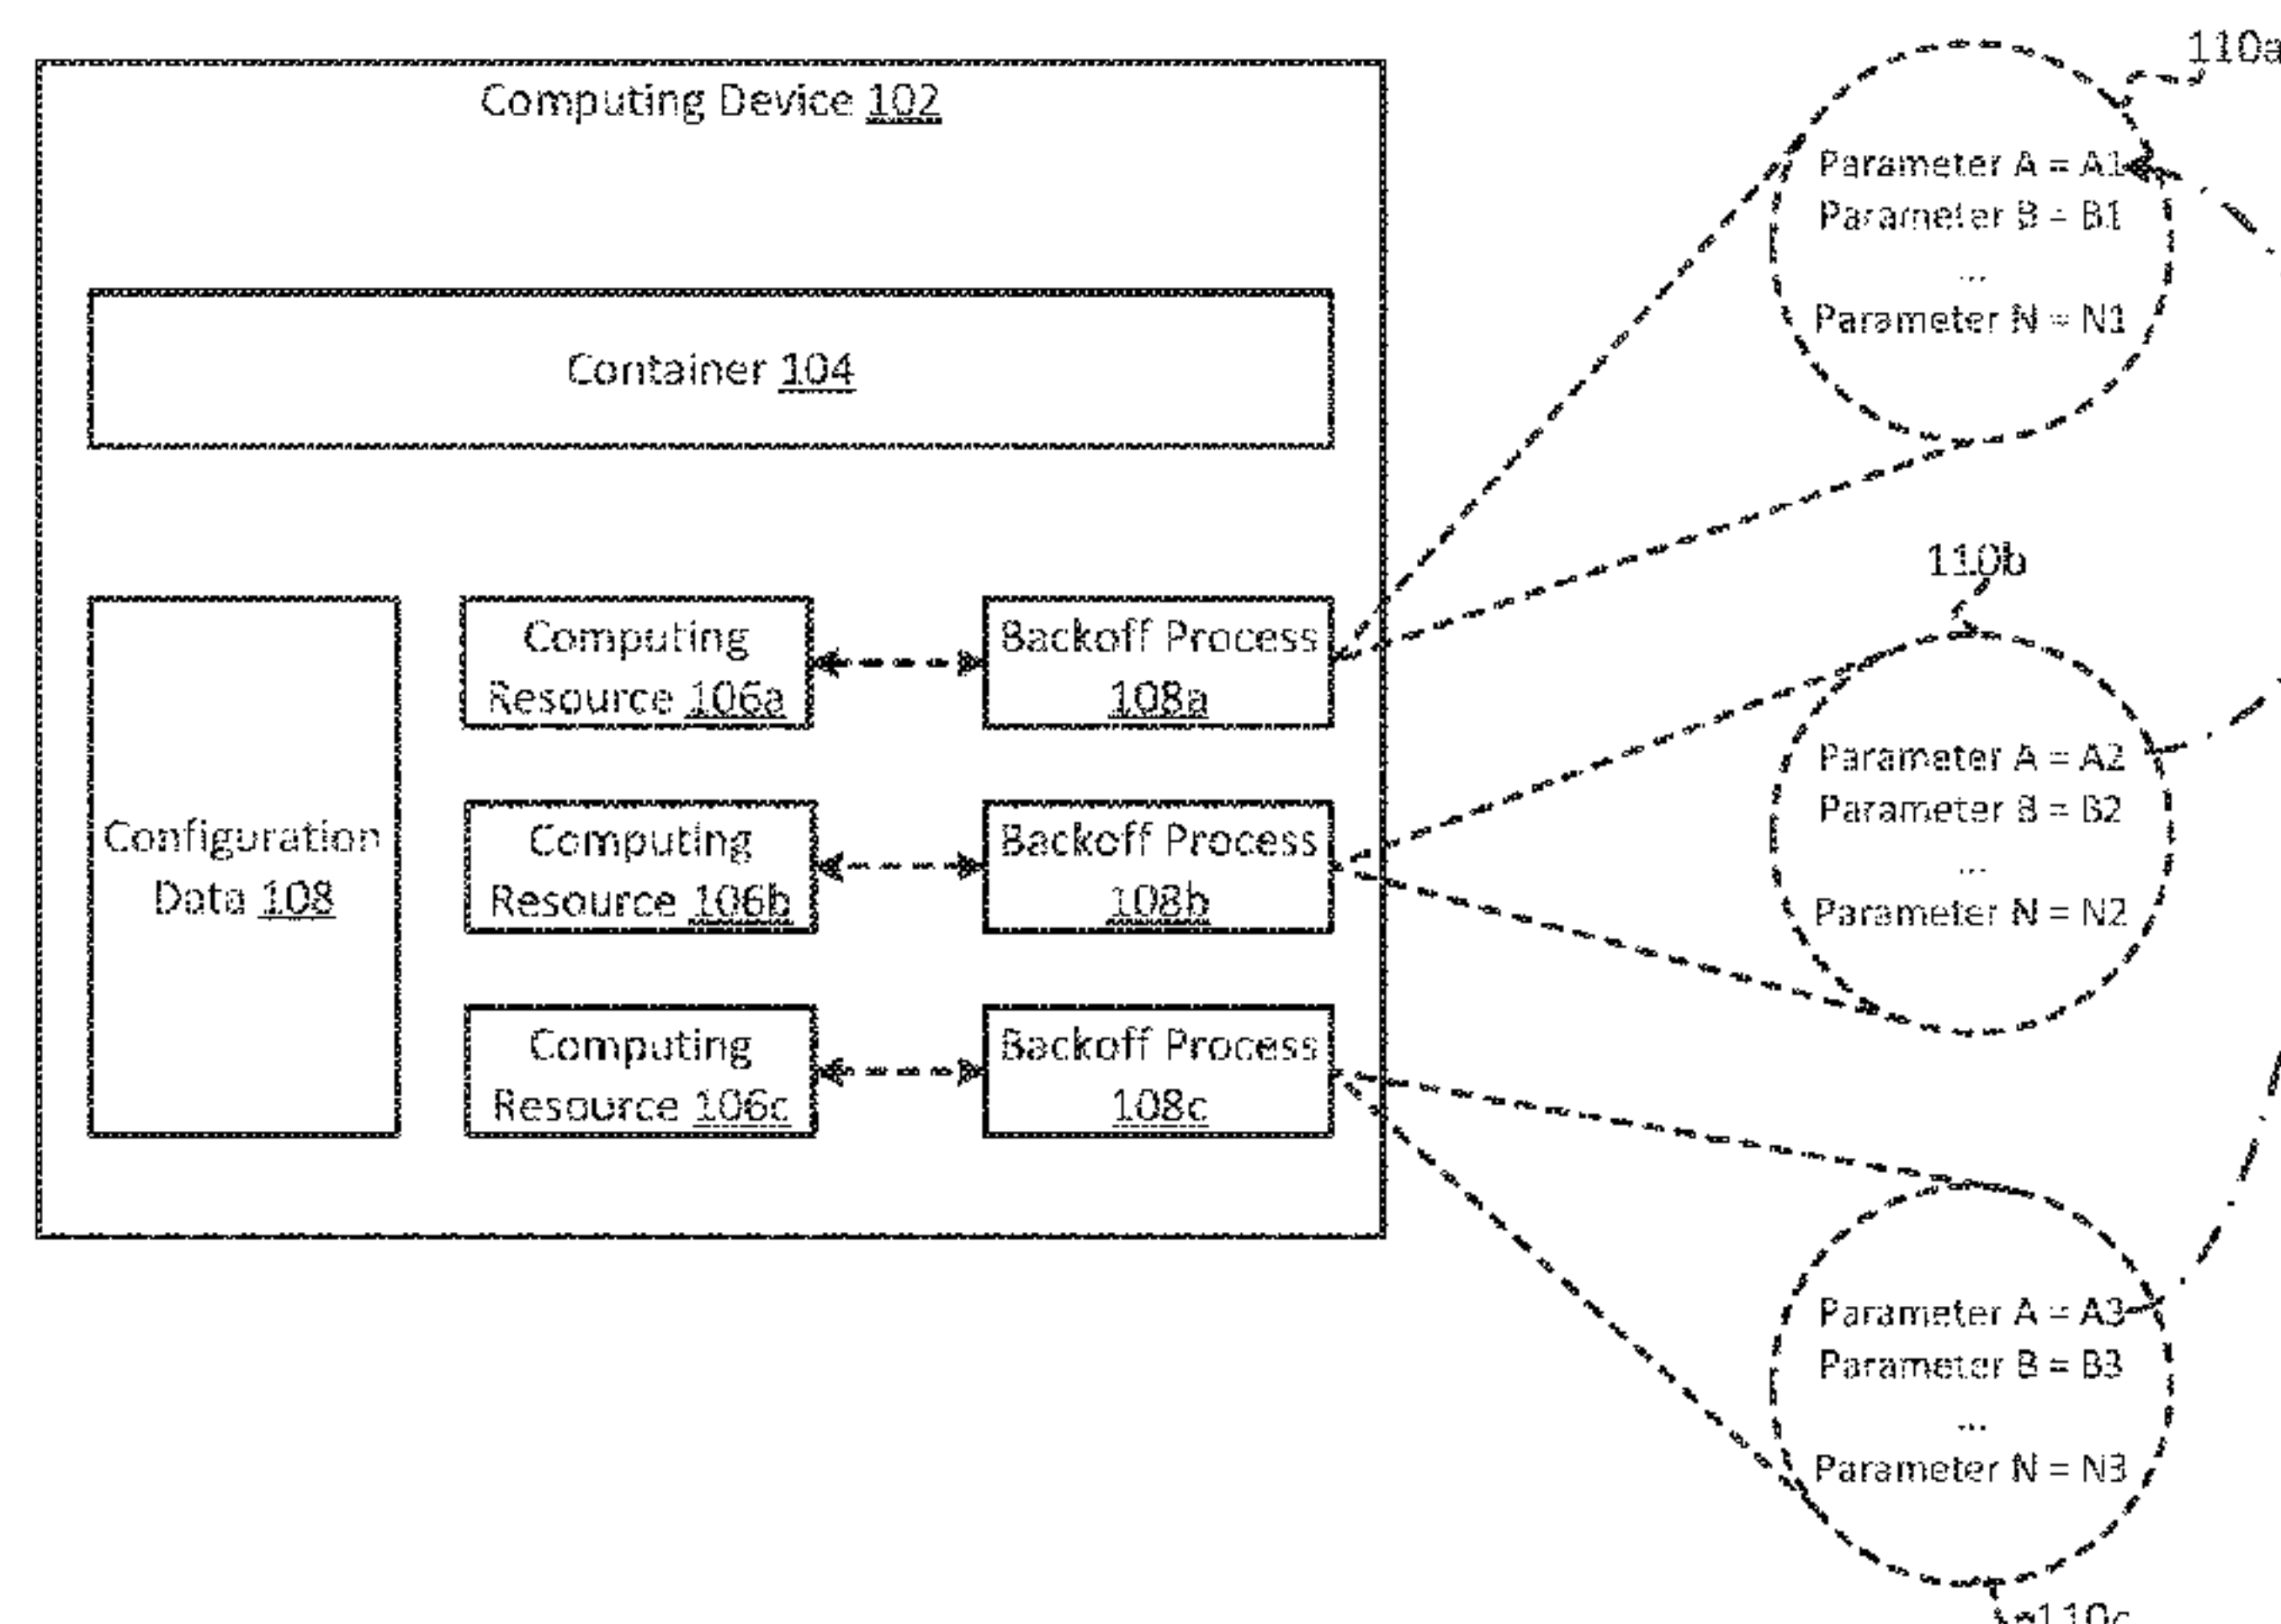 Computing Device 102
Container 104
Configuration
Data 108
Computing
Resource 106a
Backoff Process
108a
Computing
Resource 106b
Backoff Process
108b
Computing
Resource 106c
Backoff Process
108c
110a
Parameter A = A1
Parameter B = B1
...
Parameter N = N1
110b
Parameter A = A2
Parameter B = B2
...
Parameter N = N2
Parameter A = A3
Parameter B = B3
...
Parameter N = N3
110c